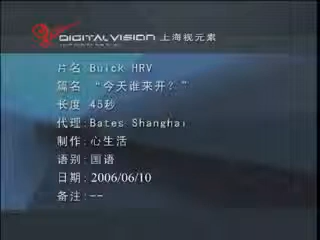 DIGITAL VISION 上海视元素
片名:Buick HRV
篇名:“今天谁来开?”
长度:45秒
代理:Bates Shanghai
制作:心生活
语别:国语
日期:2006/06/10
备注:--